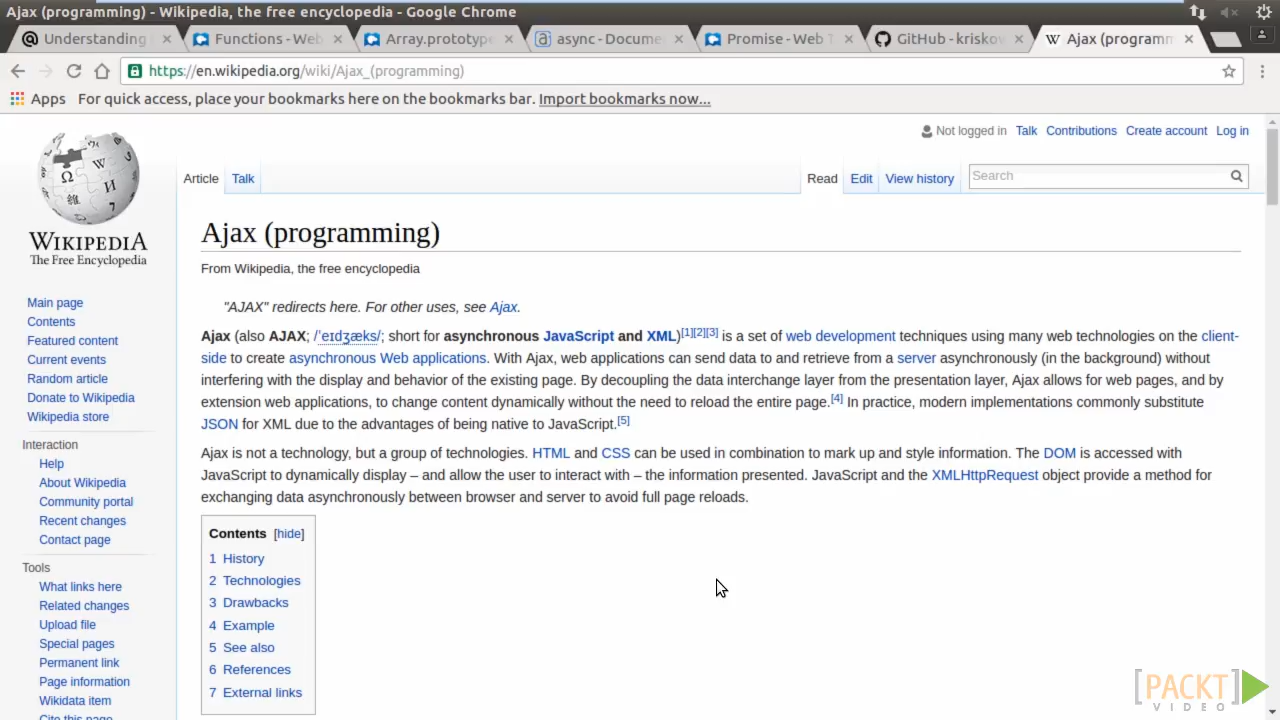 Ajax (programming) - Wikipedia, the free encyclopedia - Google Chrome
Understanding
Functions - Web
Array.prototype
async - Docume
Promise - Web T
GitHub - kriskov
Ajax (programm
https://en.wikipedia.org/wiki/Ajax_(programming)
Apps For quick access, place your bookmarks here on the bookmarks bar. Import bookmarks now...
Not logged in Talk Contributions Create account Log in
Article Talk Read Edit View history Search
WIKIPEDIA
The Free Encyclopedia
Main page
Contents
Featured content
Current events
Random article
Donate to Wikipedia
Wikipedia store
Interaction
Help
About Wikipedia
Community portal
Recent changes
Contact page
Tools
What links here
Related changes
Upload file
Special pages
Permanent link
Page information
Wikidata item
Cite this page
Ajax (programming)
From Wikipedia, the free encyclopedia
"AJAX" redirects here. For other uses, see Ajax.
Ajax (also AJAX; /ˈeɪdʒæks/; short for asynchronous JavaScript and XML)[1][2][3] is a set of web development techniques using many web technologies on the client-
side to create asynchronous Web applications. With Ajax, web applications can send data to and retrieve from a server asynchronously (in the background) without
interfering with the display and behavior of the existing page. By decoupling the data interchange layer from the presentation layer, Ajax allows for web pages, and by
extension web applications, to change content dynamically without the need to reload the entire page.[4] In practice, modern implementations commonly substitute
JSON for XML due to the advantages of being native to JavaScript.[5]
Ajax is not a technology, but a group of technologies. HTML and CSS can be used in combination to mark up and style information. The DOM is accessed with
JavaScript to dynamically display – and allow the user to interact with – the information presented. JavaScript and the XMLHttpRequest object provide a method for
exchanging data asynchronously between browser and server to avoid full page reloads.
Contents [hide]
1 History
2 Technologies
3 Drawbacks
4 Example
5 See also
6 References
7 External links
[PACKT]
VIDEO